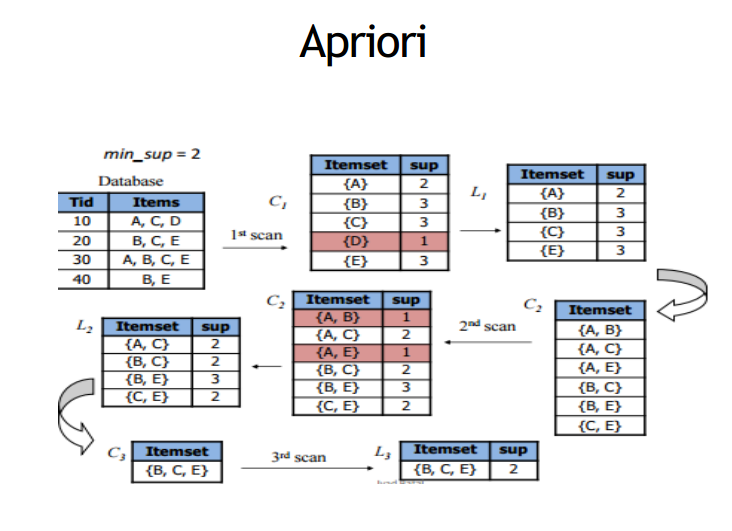 Apriori
min_sup = 2
Database
Tid Items
10 A, C, D
20 B, C, E
30 A, B, C, E
40 B, E
1st scan
C1
Itemset sup
{A} 2
{B} 3
{C} 3
{D} 1
{E} 3
L1
Itemset sup
{A} 2
{B} 3
{C} 3
{E} 3
C2
Itemset
{A, B}
{A, C}
{A, E}
{B, C}
{B, E}
{C, E}
2nd scan
C2
Itemset sup
{A, B} 1
{A, C} 2
{A, E} 1
{B, C} 2
{B, E} 3
{C, E} 2
L2
Itemset sup
{A, C} 2
{B, C} 2
{B, E} 3
{C, E} 2
C3
Itemset
{B, C, E}
3rd scan
L3
Itemset sup
{B, C, E} 2